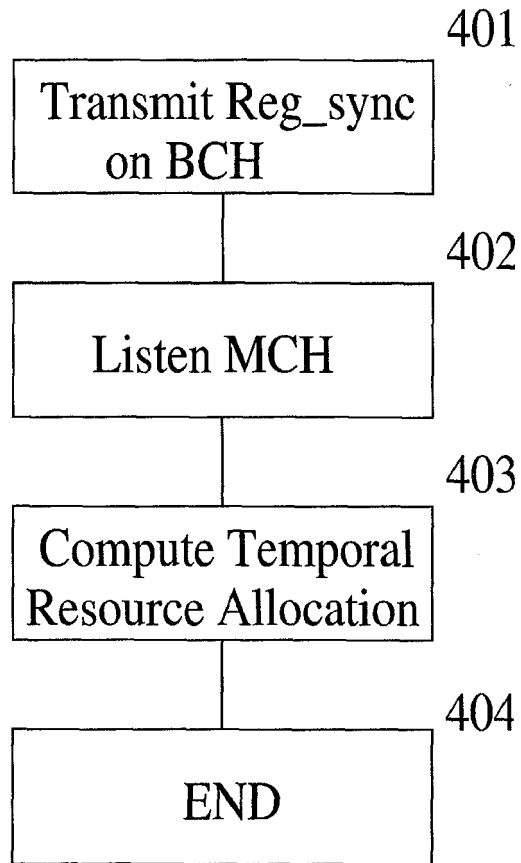 401
Transmit Reg_sync
on BCH
402
Listen MCH
403
Compute Temporal
Resource Allocation
404
END